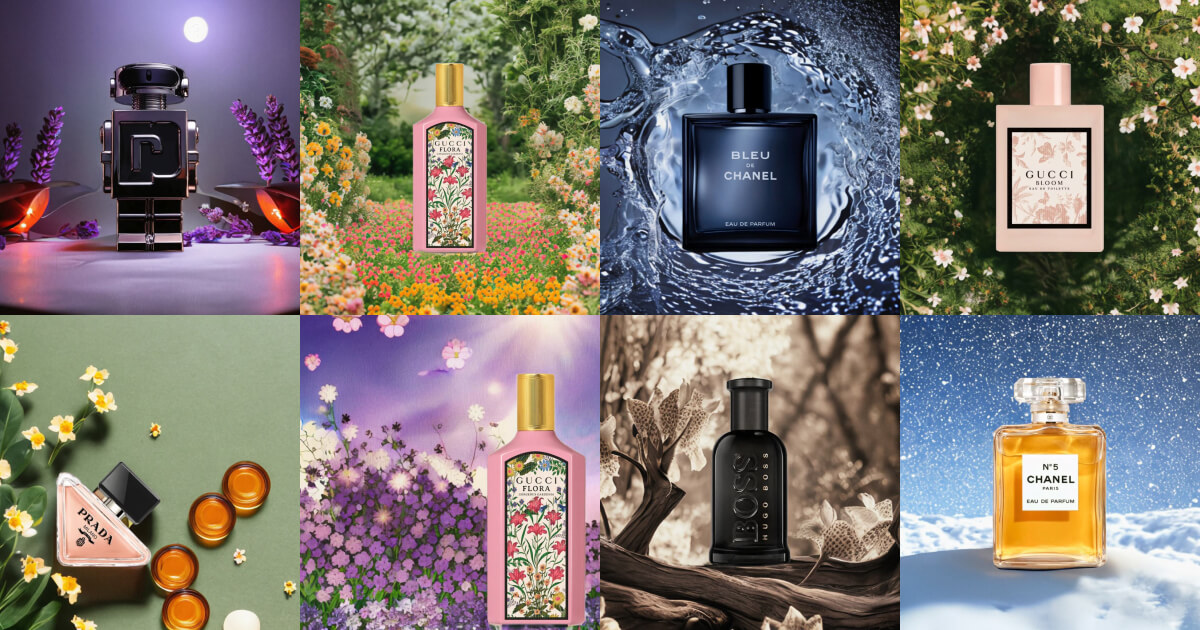 GUCCI
FLORA
BLEU
DE
CHANEL
EAU DE PARFUM
GUCCI
BLOOM
EAU DE TOILETTE
PRADA
GUCCI
FLORA
BOSS
HUGO BOSS
N°5
CHANEL
PARIS
EAU DE PARFUM